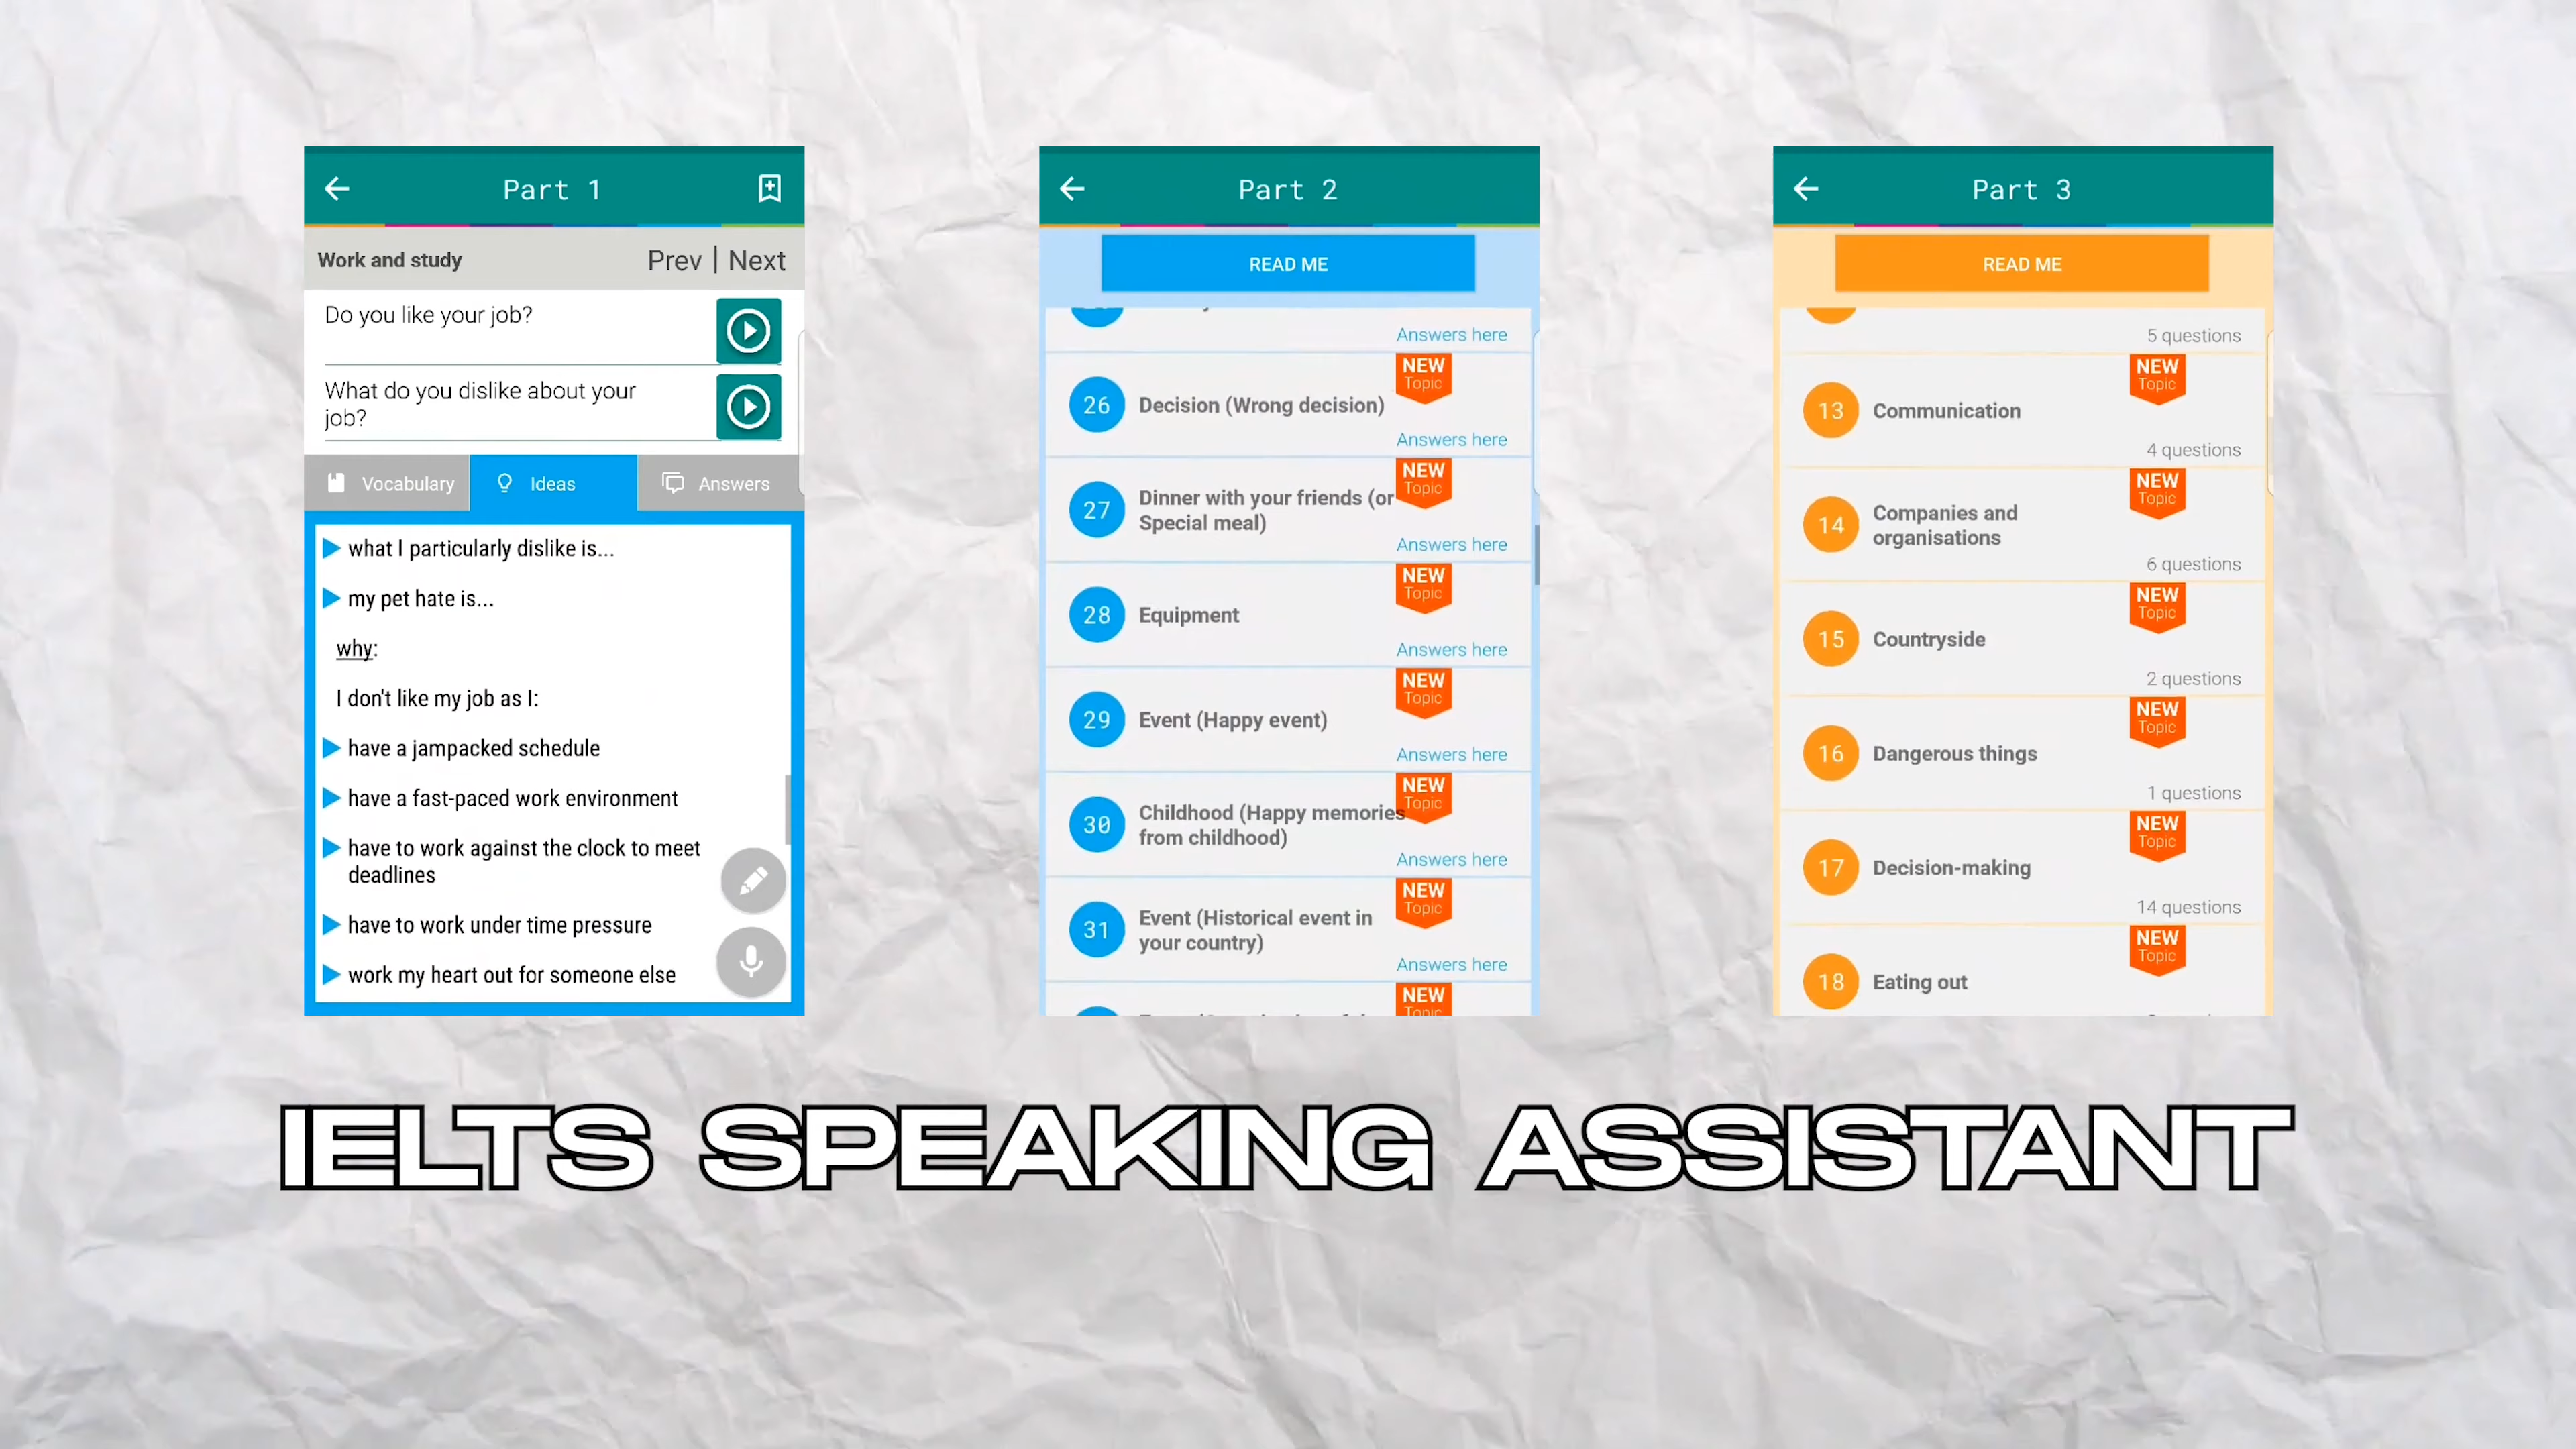 Part 1
Work and study
Prev | Next
Do you like your job?
What do you dislike about your
job?
Vocabulary
Ideas
Answers
what I particularly dislike is...
my pet hate is...
why:
I don't like my job as I:
have a jampacked schedule
have a fast-paced work environment
have to work against the clock to meet
deadlines
have to work under time pressure
work my heart out for someone else
Part 2
READ ME
Answers here
NEW
Topic
26
Decision (Wrong decision)
Answers here
NEW
Topic
27
Dinner with your friends (or
Special meal)
Answers here
NEW
Topic
28
Equipment
Answers here
NEW
Topic
29
Event (Happy event)
Answers here
NEW
Topic
30
Childhood (Happy memories
from childhood)
Answers here
NEW
Topic
31
Event (Historical event in
your country)
Answers here
NEW
Topic
Part 3
READ ME
5 questions
NEW
Topic
13
Communication
4 questions
NEW
Topic
14
Companies and
organisations
6 questions
NEW
Topic
15
Countryside
2 questions
NEW
Topic
16
Dangerous things
1 questions
NEW
Topic
17
Decision-making
14 questions
NEW
Topic
18
Eating out
IELTS SPEAKING ASSISTANT